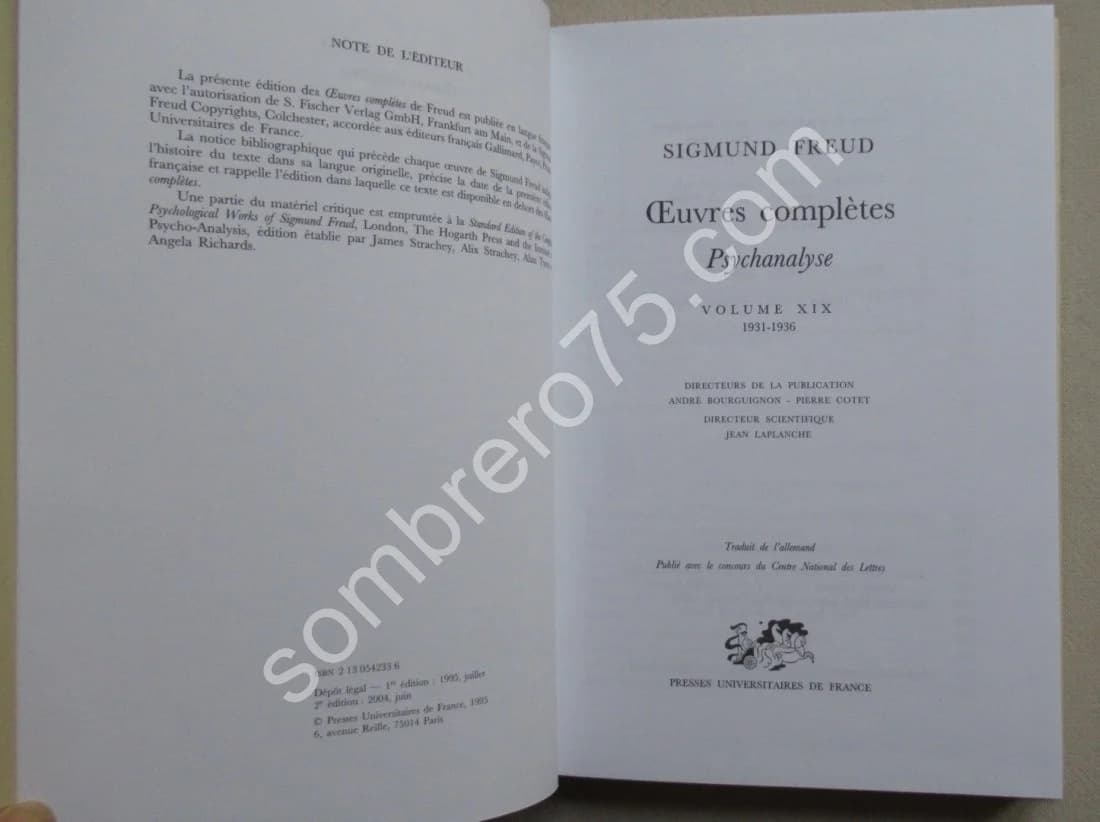 NOTE DE L'ÉDITEUR
La présente édition des Œuvres complètes de Freud est publiée en langue
avec l'autorisation de S. Fischer Verlag GmbH, Frankfurt am Main, et de la
Freud Copyrights, Colchester, accordée aux éditeurs français Gallimard, Payot,
Universitaires de France.
La notice bibliographique qui précède chaque œuvre de Sigmund Freud
l'histoire du texte dans sa langue originelle, précise la date de la première
française et rappelle l'édition dans laquelle ce texte est disponible en dehors des
complètes.
Une partie du matériel critique est empruntée à la Standard Edition of the
Psychological Works of Sigmund Freud, London, The Hogarth Press and the
Psycho-Analysis, édition établie par James Strachey, Alix Strachey, Alan
Angela Richards.
ISBN 2 13 054233 6
Dépôt légal — 1re édition : 1995, juillet
2e édition : 2004, juin
© Presses Universitaires de France, 1995
6, avenue Reille, 75014 Paris
SIGMUND FREUD
Œuvres complètes
Psychanalyse
VOLUME XIX
1931-1936
DIRECTEURS DE LA PUBLICATION
ANDRÉ BOURGUIGNON - PIERRE COTET
DIRECTEUR SCIENTIFIQUE
JEAN LAPLANCHE
Traduit de l'allemand
Publié avec le concours du Centre National des Lettres
PRESSES UNIVERSITAIRES DE FRANCE
sombrero75.com